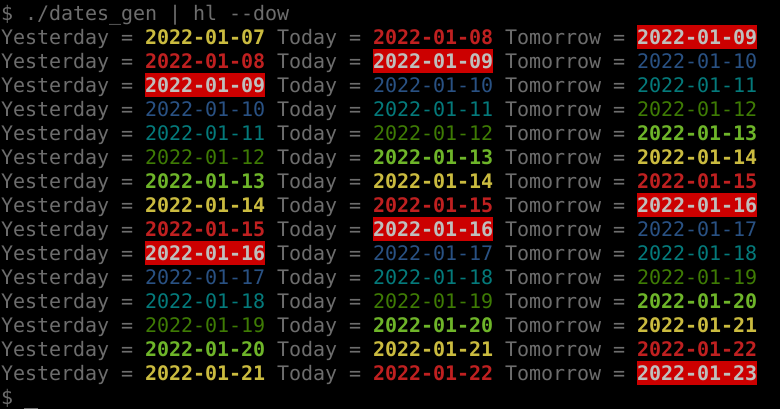 $ ./dates_gen | hl --dow
Yesterday = 2022-01-07 Today = 2022-01-08 Tomorrow = 2022-01-09
Yesterday = 2022-01-08 Today = 2022-01-09 Tomorrow = 2022-01-10
Yesterday = 2022-01-09 Today = 2022-01-10 Tomorrow = 2022-01-11
Yesterday = 2022-01-10 Today = 2022-01-11 Tomorrow = 2022-01-12
Yesterday = 2022-01-11 Today = 2022-01-12 Tomorrow = 2022-01-13
Yesterday = 2022-01-12 Today = 2022-01-13 Tomorrow = 2022-01-14
Yesterday = 2022-01-13 Today = 2022-01-14 Tomorrow = 2022-01-15
Yesterday = 2022-01-14 Today = 2022-01-15 Tomorrow = 2022-01-16
Yesterday = 2022-01-15 Today = 2022-01-16 Tomorrow = 2022-01-17
Yesterday = 2022-01-16 Today = 2022-01-17 Tomorrow = 2022-01-18
Yesterday = 2022-01-17 Today = 2022-01-18 Tomorrow = 2022-01-19
Yesterday = 2022-01-18 Today = 2022-01-19 Tomorrow = 2022-01-20
Yesterday = 2022-01-19 Today = 2022-01-20 Tomorrow = 2022-01-21
Yesterday = 2022-01-20 Today = 2022-01-21 Tomorrow = 2022-01-22
Yesterday = 2022-01-21 Today = 2022-01-22 Tomorrow = 2022-01-23
$ _